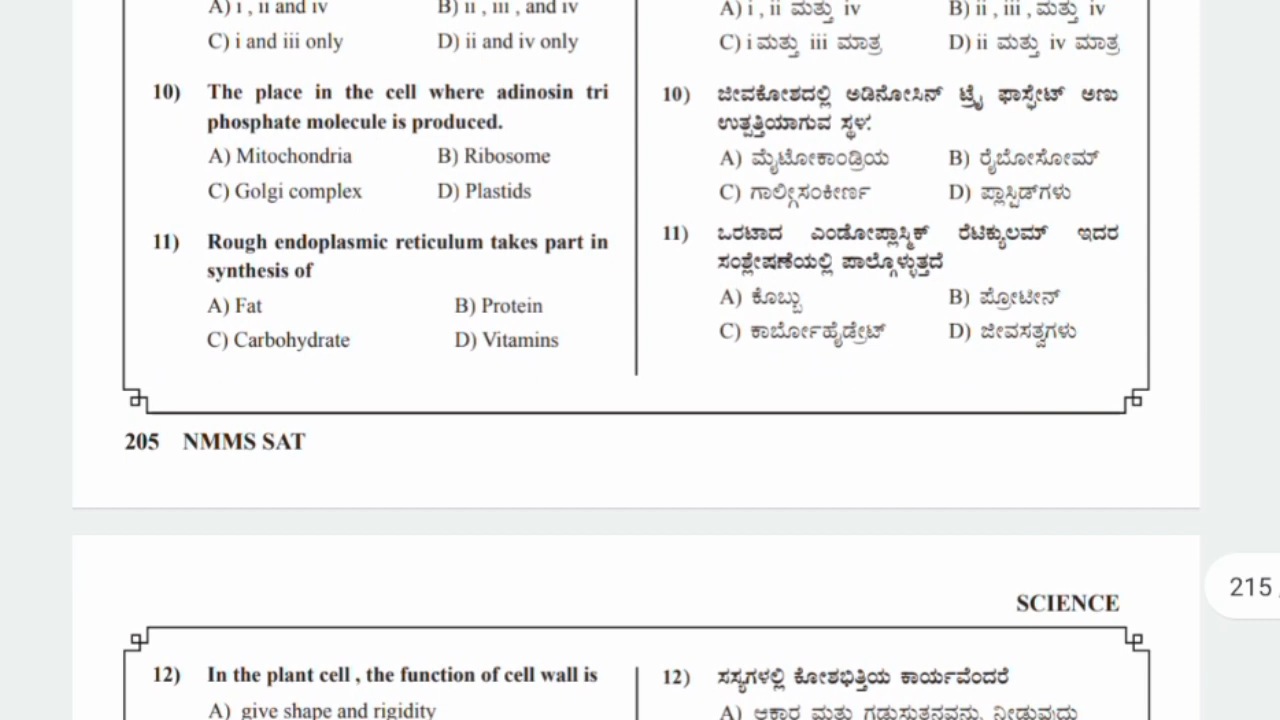 A) i , ii and iv B) ii , iii , and iv
C) i and iii only D) ii and iv only
10) The place in the cell where adinosin tri
phosphate molecule is produced.
A) Mitochondria B) Ribosome
C) Golgi complex D) Plastids
11) Rough endoplasmic reticulum takes part in
synthesis of
A) Fat B) Protein
C) Carbohydrate D) Vitamins
A) i , ii ಮತ್ತು iv B) ii , iii , ಮತ್ತು iv
C) i ಮತ್ತು iii ಮಾತ್ರ D) ii ಮತ್ತು iv ಮಾತ್ರ
10) ಜೀವಕೋಶದಲ್ಲಿ ಅಡಿನೋಸಿನ್ ಟ್ರೈ ಫಾಸ್ಫೇಟ್ ಅಣು
ಉತ್ಪತ್ತಿಯಾಗುವ ಸ್ಥಳ.
A) ಮೈಟೋಕಾಂಡ್ರಿಯ B) ರೈಬೋಸೋಮ್
C) ಗಾಲ್ಗೀಸಂಕೀರ್ಣ D) ಪ್ಲಾಸ್ಟಿಡ್‌ಗಳು
11) ಒರಟಾದ ಎಂಡೋಪ್ಲಾಸ್ಮಿಕ್ ರೆಟಿಕ್ಯುಲಮ್ ಇದರ
ಸಂಶ್ಲೇಷಣೆಯಲ್ಲಿ ಪಾಲ್ಗೊಳ್ಳುತ್ತದೆ
A) ಕೊಬ್ಬು B) ಪ್ರೋಟೀನ್
C) ಕಾರ್ಬೋಹೈಡ್ರೇಟ್ D) ಜೀವಸತ್ವಗಳು
205 NMMS SAT
215
SCIENCE
12) In the plant cell , the function of cell wall is
A) give shape and rigidity
12) ಸಸ್ಯಗಳಲ್ಲಿ ಕೋಶಭಿತ್ತಿಯ ಕಾರ್ಯವೆಂದರೆ
A) ಆಕಾರ ಮತ್ತು ಗಡುಸುತನವನ್ನು ನೀಡುವುದು